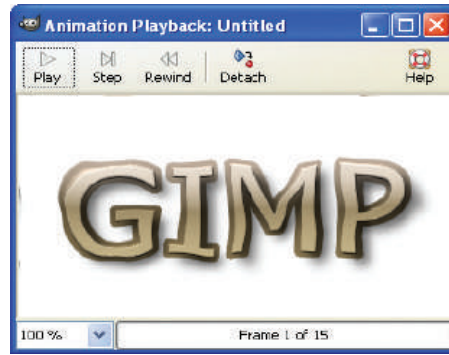 Animation Playback: Untitled
Play Step Rewind Detach Help
GIMP
100 % Frame 1 of 15